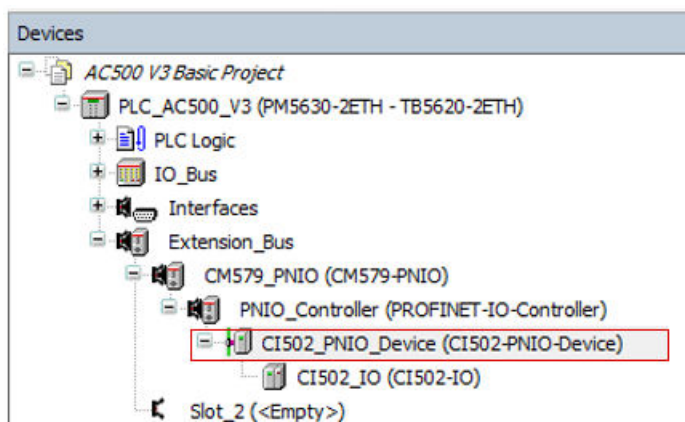 Devices
AC500 V3 Basic Project
PLC_AC500_V3 (PM5630-2ETH - TB5620-2ETH)
PLC Logic
IO_Bus
Interfaces
Extension_Bus
CM579_PNIO (CM579-PNIO)
PNIO_Controller (PROFINET-IO-Controller)
CI502_PNIO_Device (CI502-PNIO-Device)
CI502_IO (CI502-IO)
Slot_2 (<Empty>)